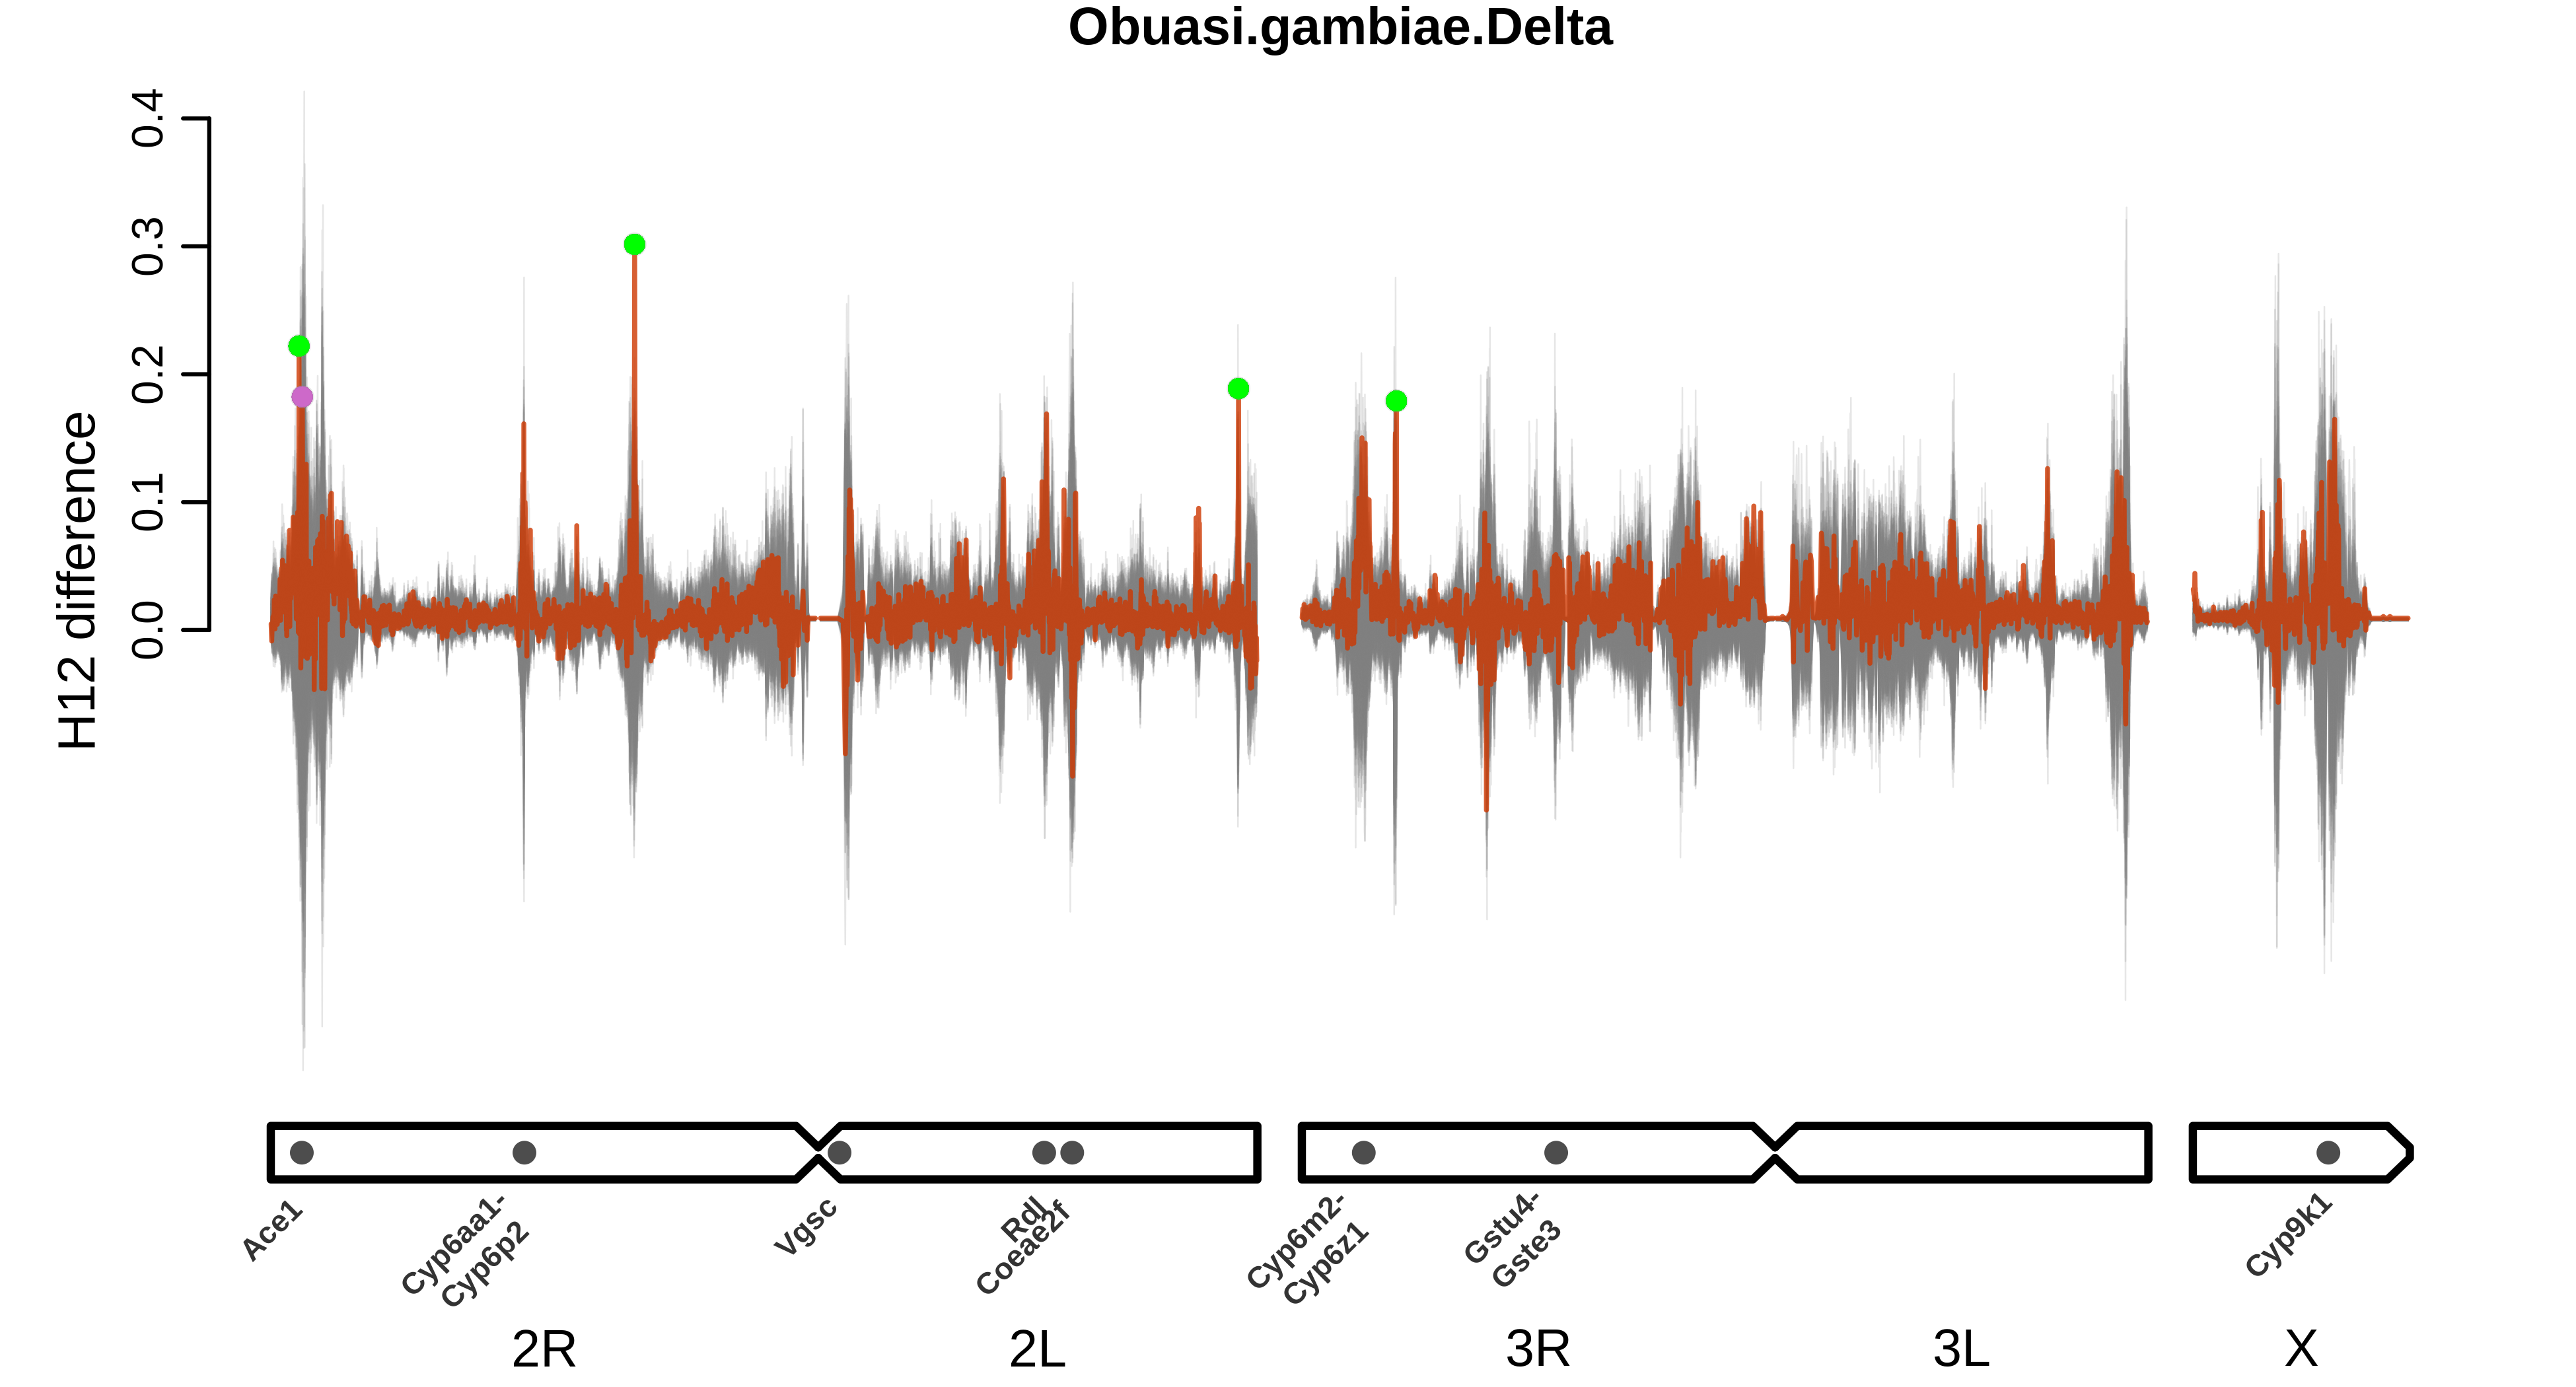 Obuasi.gambiae.Delta
H12 difference
0.4
0.3
0.2
0.1
0.0
Ace1
Cyp6aa1-
Cyp6p2
Vgsc
Rdl
Coeae2f
Cyp6m2-
Cyp6z1
Gstu4-
Gste3
Cyp9k1
2R
2L
3R
3L
X